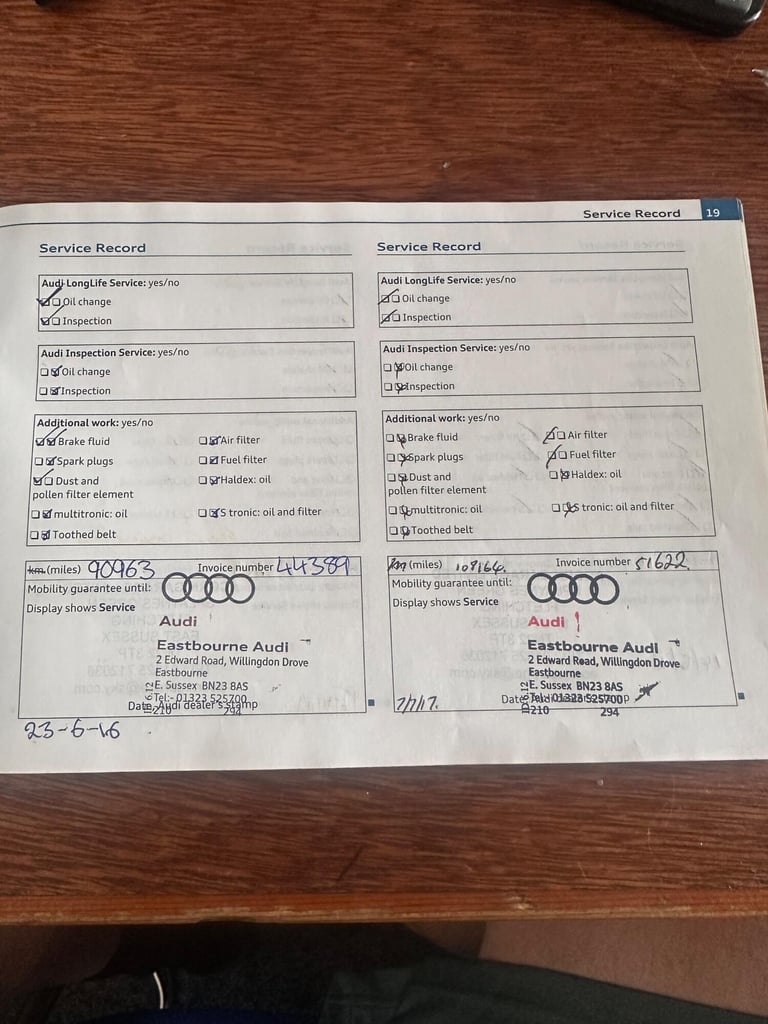 Service Record 19
Service Record
Audi LongLife Service: yes/no
Oil change
Inspection
Audi Inspection Service: yes/no
Oil change
Inspection
Additional work: yes/no
Brake fluid Air filter
Spark plugs Fuel filter
Dust and Haldex: oil
pollen filter element
multitronic: oil S tronic: oil and filter
Toothed belt
km (miles) 90963 Invoice number 44389
Mobility guarantee until:
Display shows Service
Audi
Eastbourne Audi
2 Edward Road, Willingdon Drove
Eastbourne
E. Sussex BN23 8AS
Tel:- 01323 525700
Date, Audi dealer's stamp
210 294
23-6-16
Service Record
Audi LongLife Service: yes/no
Oil change
Inspection
Audi Inspection Service: yes/no
Oil change
Inspection
Additional work: yes/no
Brake fluid Air filter
Spark plugs Fuel filter
Dust and Haldex: oil
pollen filter element
multitronic: oil S tronic: oil and filter
Toothed belt
km (miles) 109164. Invoice number 51622
Mobility guarantee until:
Display shows Service
Audi
Eastbourne Audi
2 Edward Road, Willingdon Drove
Eastbourne
E. Sussex BN23 8AS
Tel:- 01323 525700
7/7/17. Date
210 294